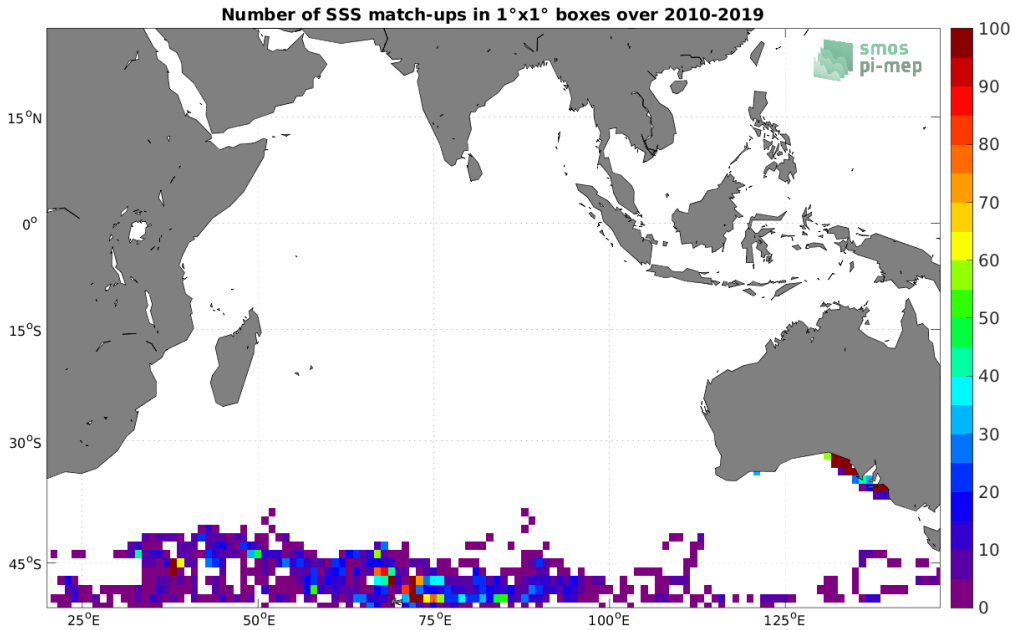 Number of SSS match-ups in 1°x1° boxes over 2010-2019
smos
pi-mep
15°N
0°
15°S
30°S
45°S
25°E
50°E
75°E
100°E
125°E
100
90
80
70
60
50
40
30
20
10
0